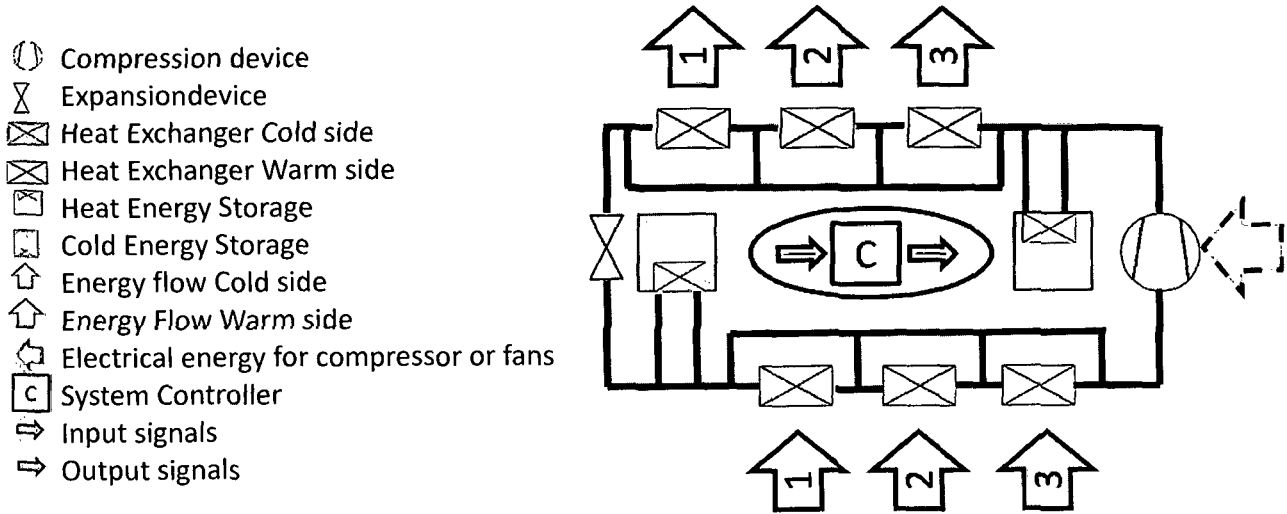 Compression device
Expansiondevice
Heat Exchanger Cold side
Heat Exchanger Warm side
Heat Energy Storage
Cold Energy Storage
Energy flow Cold side
Energy Flow Warm side
Electrical energy for compressor or fans
C System Controller
Input signals
Output signals
1 2 3
C
1 2 3